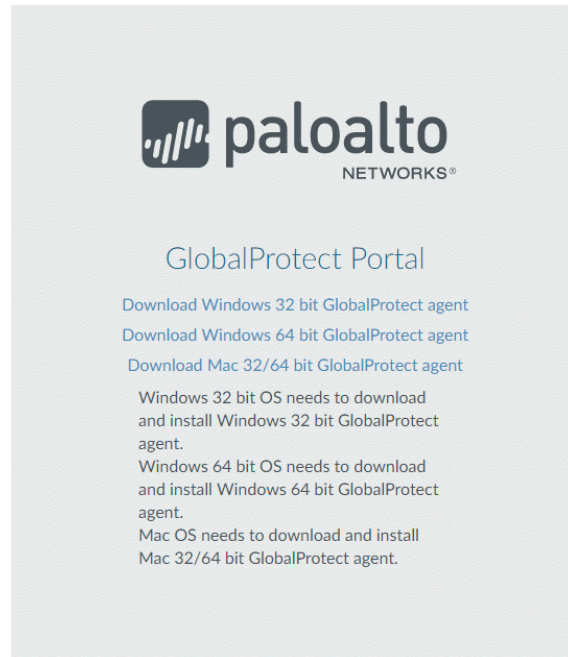 paloalto
NETWORKS®
GlobalProtect Portal
Download Windows 32 bit GlobalProtect agent
Download Windows 64 bit GlobalProtect agent
Download Mac 32/64 bit GlobalProtect agent
Windows 32 bit OS needs to download
and install Windows 32 bit GlobalProtect
agent.
Windows 64 bit OS needs to download
and install Windows 64 bit GlobalProtect
agent.
Mac OS needs to download and install
Mac 32/64 bit GlobalProtect agent.